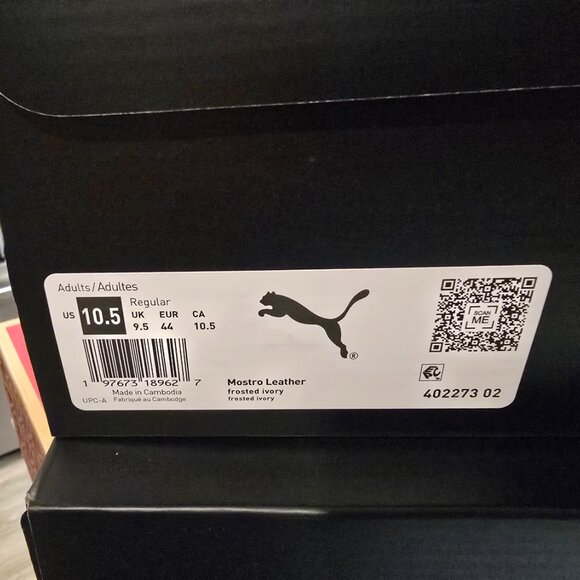 Adults/Adultes
Regular
US 10.5 UK EUR CA
9.5 44 10.5
1 97673 18962 7
UPC-A Made in Cambodia
Fabriqué au Cambodge
Mostro Leather
frosted ivory
frosted ivory
SCAN
ME
402273 02
®